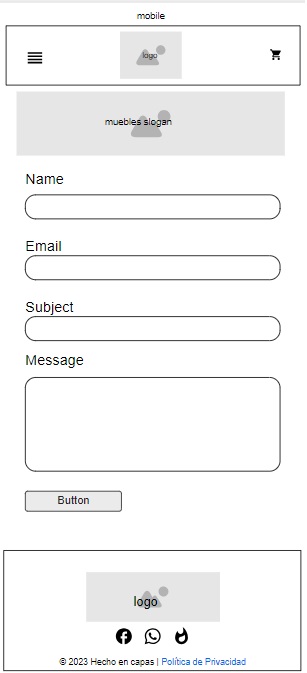 mobile
logo
muebles slogan
Name
Email
Subject
Message
Button
logo
© 2023 Hecho en capas | Política de Privacidad